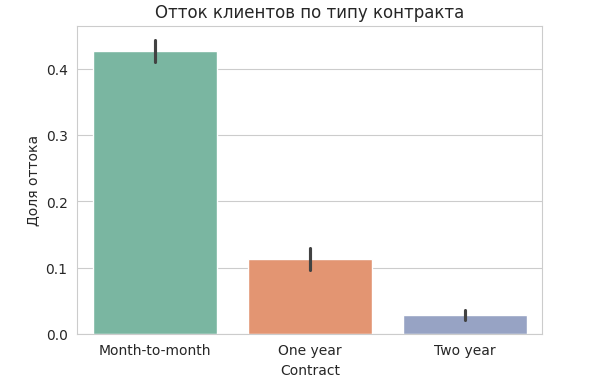 Отток клиентов по типу контракта
Доля оттока
0.4
0.3
0.2
0.1
0.0
Month-to-month
One year
Two year
Contract